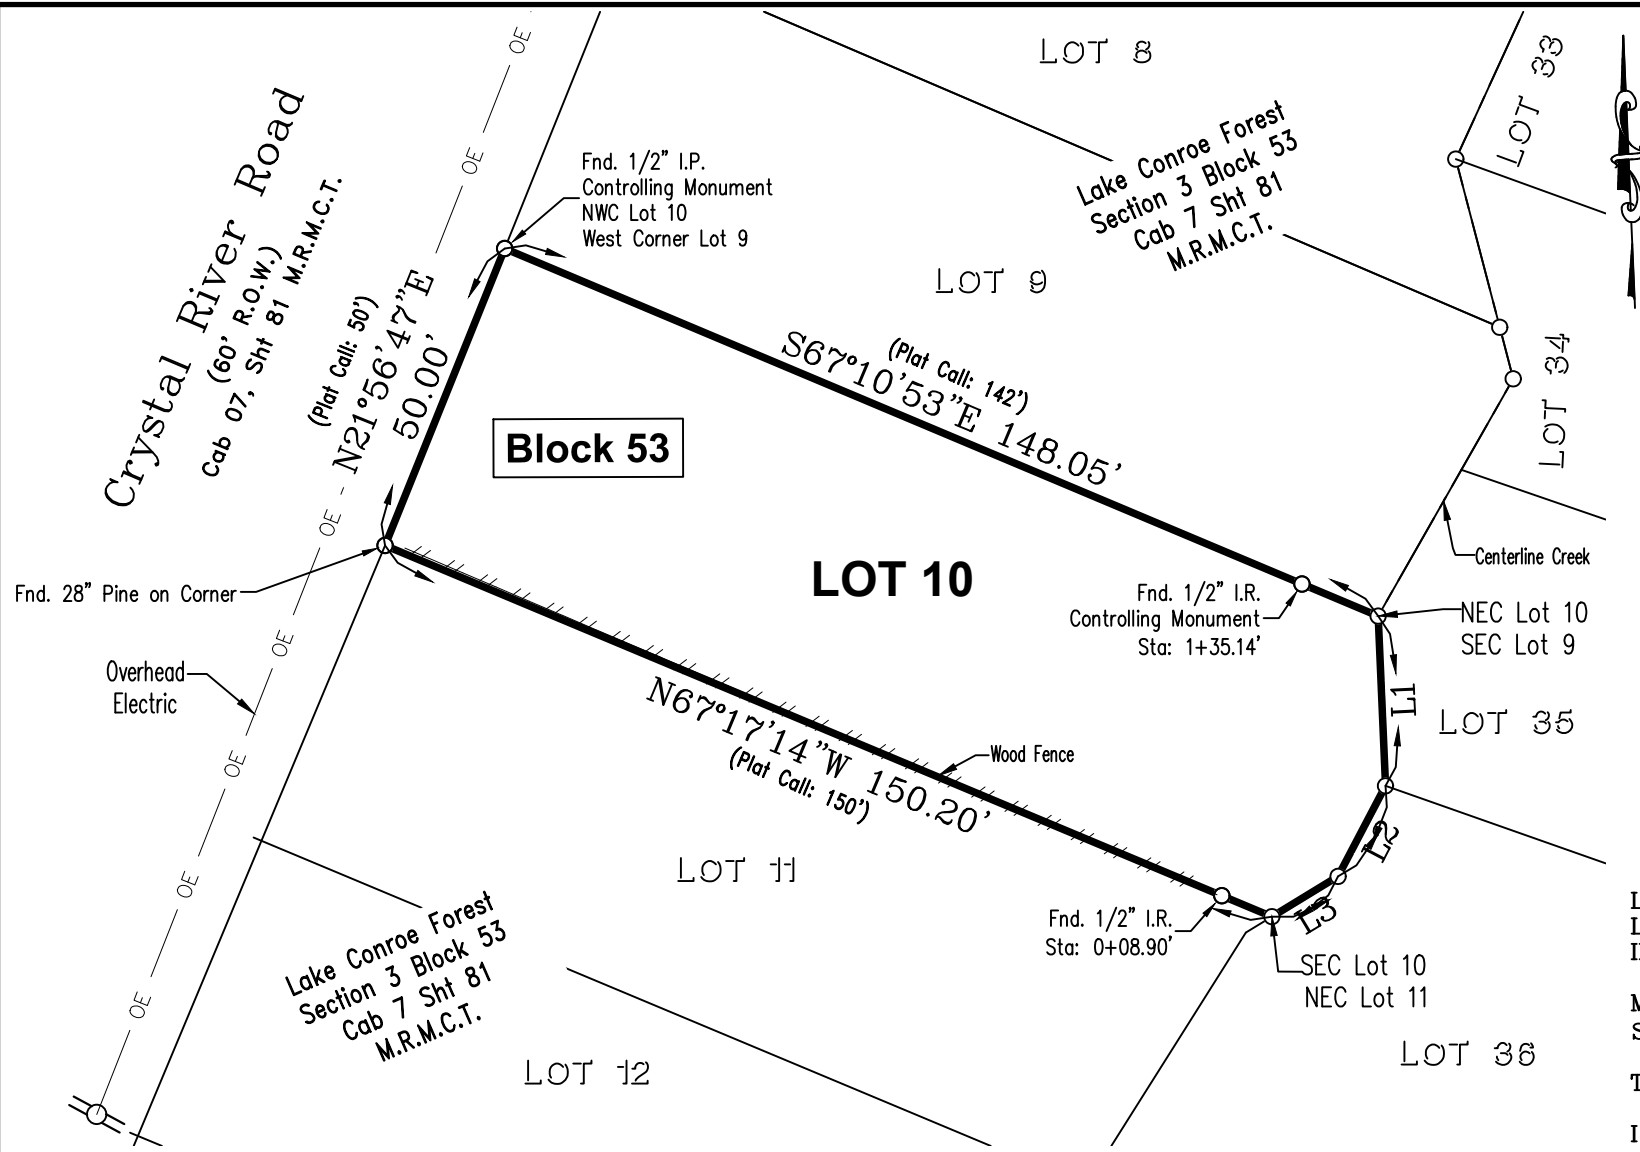 LOT 8
LOT 33
Lake Conroe Forest
Section 3 Block 53
Cab 7 Sht 81
M.R.M.C.T.
OE
OE
Fnd. 1/2" I.P.
Controlling Monument
NWC Lot 10
West Corner Lot 9
Crystal River Road
(60' R.O.W.)
Cab 07, Sht 81 M.R.M.C.T.
LOT 9
(Plat Call: 50')
N21°56'47"E
50.00'
(Plat Call: 142')
S67°10'53"E 148.05'
LOT 34
Block 53
OE
Centerline Creek
LOT 10
Fnd. 28" Pine on Corner
Fnd. 1/2" I.R.
Controlling Monument
Sta: 1+35.14'
NEC Lot 10
SEC Lot 9
OE
Overhead
Electric
L1
LOT 35
N67°17'14"W 150.20'
(Plat Call: 150')
Wood Fence
OE
L2
LOT 11
OE
L3
Fnd. 1/2" I.R.
Sta: 0+08.90'
SEC Lot 10
NEC Lot 11
Lake Conroe Forest
Section 3 Block 53
Cab 7 Sht 81
M.R.M.C.T.
OE
LOT 12
LOT 36
L
L
M
S
T
I